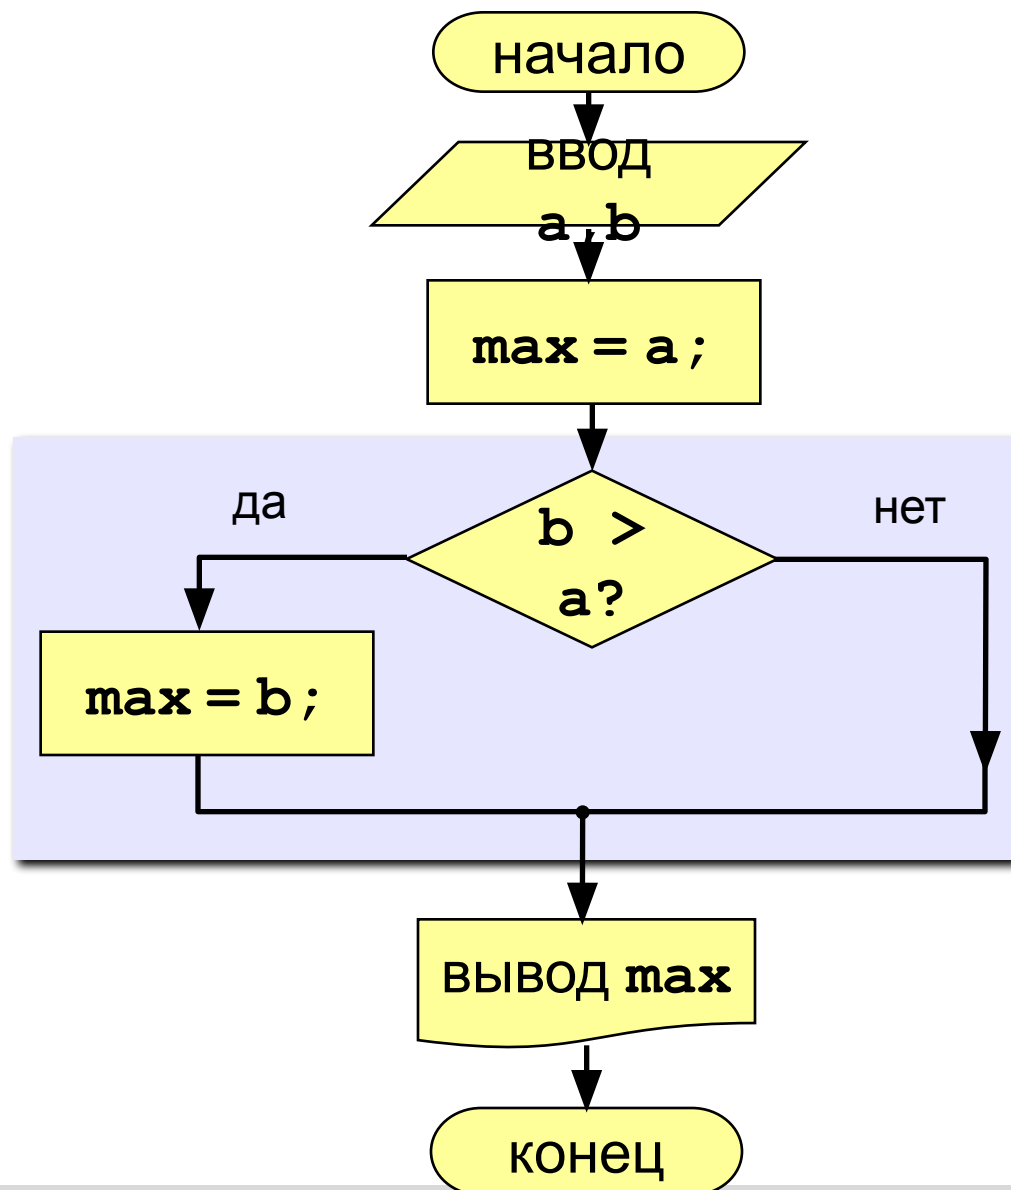 начало
ввод
a,b
max = a;
да
нет
b >
a?
max = b;
вывод max
конец